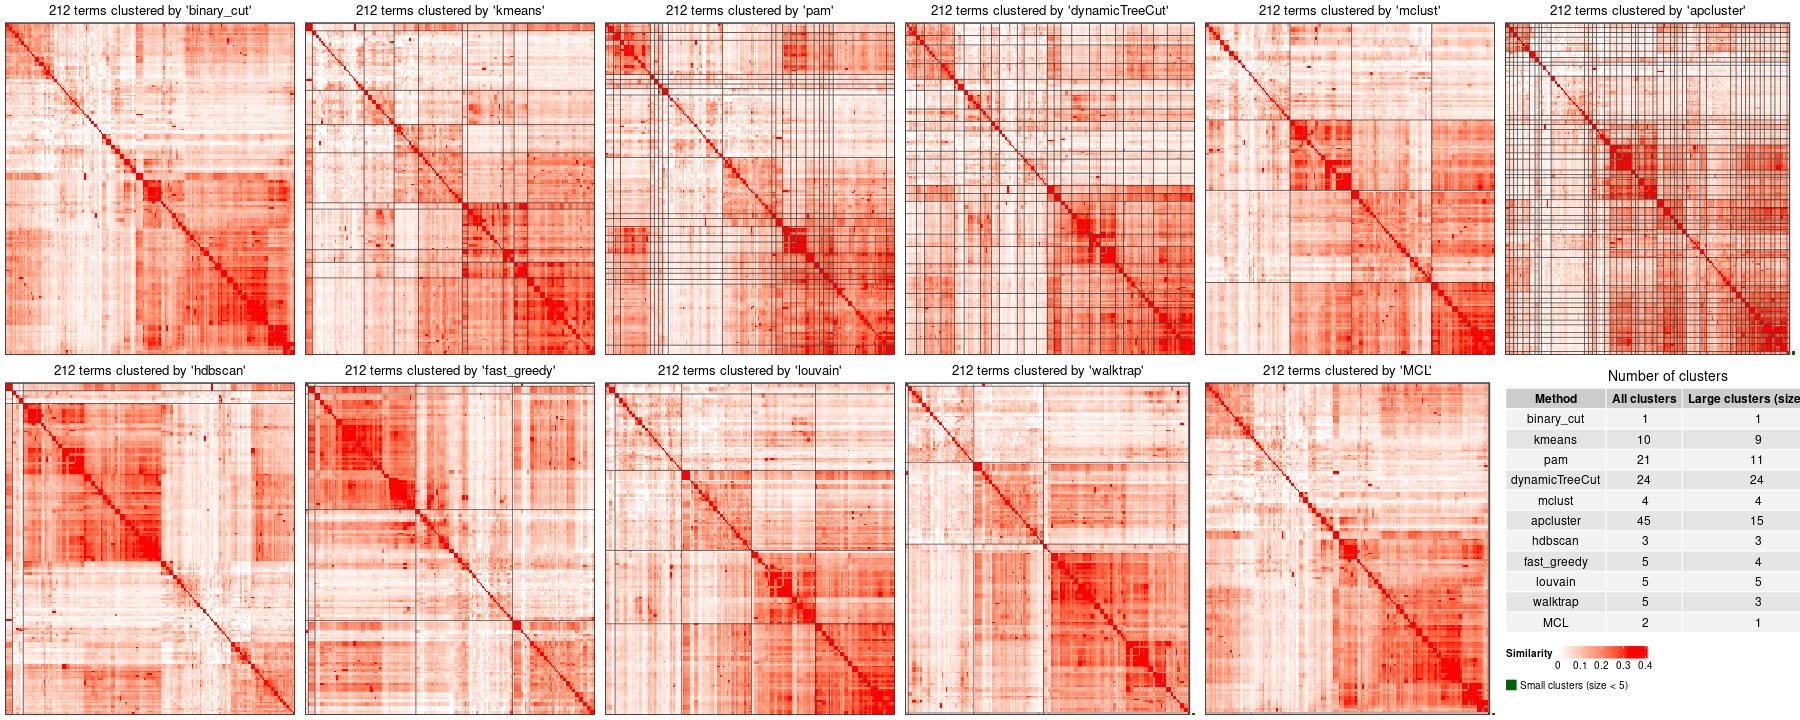 212 terms clustered by 'binary_cut'
212 terms clustered by 'kmeans'
212 terms clustered by 'pam'
212 terms clustered by 'dynamicTreeCut'
212 terms clustered by 'mclust'
212 terms clustered by 'apcluster'
212 terms clustered by 'hdbscan'
212 terms clustered by 'fast_greedy'
212 terms clustered by 'louvain'
212 terms clustered by 'walktrap'
212 terms clustered by 'MCL'
Number of clusters
Method All clusters Large clusters (size
binary_cut 1 1
kmeans 10 9
pam 21 11
dynamicTreeCut 24 24
mclust 4 4
apcluster 45 15
hdbscan 3 3
fast_greedy 5 4
louvain 5 5
walktrap 5 3
MCL 2 1
Similarity
0 0.1 0.2 0.3 0.4
Small clusters (size < 5)